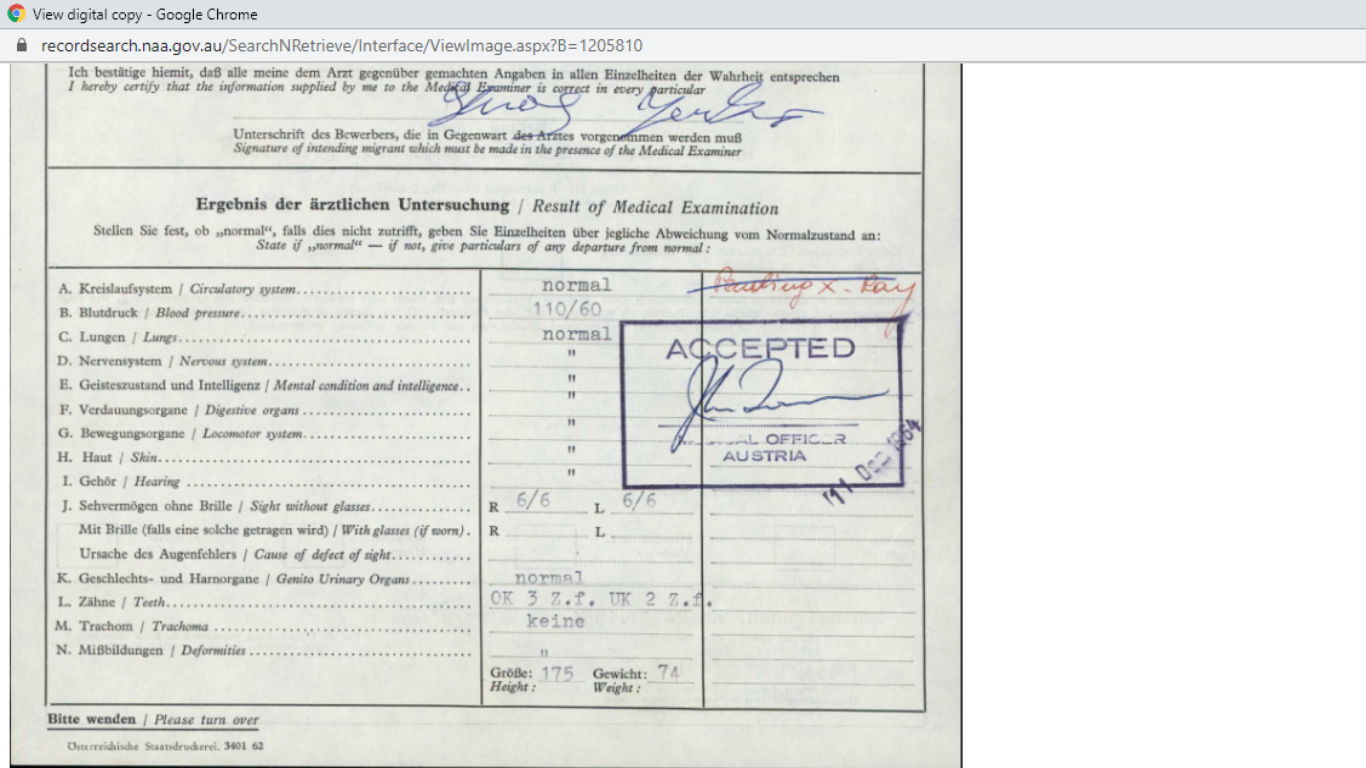 View digital copy - Google Chrome
recordsearch.naa.gov.au/SearchNRetrieve/Interface/ViewImage.aspx?B=1205810
Ich bestätige hiemit, daß alle meine dem Arzt gegenüber gemachten Angaben in allen Einzelheiten der Wahrheit entsprechen
I hereby certify that the information supplied by me to the Medical Examiner is correct in every particular
Unterschrift des Bewerbers, die in Gegenwart des Arztes vorgenommen werden muß
Signature of intending migrant which must be made in the presence of the Medical Examiner
Ergebnis der ärztlichen Untersuchung / Result of Medical Examination
Stellen Sie fest, ob „normal“, falls dies nicht zutrifft, geben Sie Einzelheiten über jegliche Abweichung vom Normalzustand an:
State if „normal“ — if not, give particulars of any departure from normal :
A. Kreislaufsystem / Circulatory system normal Pending X-Ray
B. Blutdruck / Blood pressure 110/60
C. Lungen / Lungs normal
D. Nervensystem / Nervous system "
E. Geisteszustand und Intelligenz / Mental condition and intelligence "
F. Verdauungsorgane / Digestive organs "
G. Bewegungsorgane / Locomotor system "
H. Haut / Skin "
I. Gehör / Hearing "
ACCEPTED
OFFICER
AUSTRIA
11 DEC 1964
J. Sehvermögen ohne Brille / Sight without glasses R 6/6 L 6/6
Mit Brille (falls eine solche getragen wird) / With glasses (if worn) R L
Ursache des Augenfehlers / Cause of defect of sight
K. Geschlechts- und Harnorgane / Genito Urinary Organs normal
L. Zähne / Teeth OK 3 Z.f. UK 2 Z.f.
M. Trachom / Trachoma keine
N. Mißbildungen / Deformities "
Größe: 175 Gewicht: 74
Height : Weight :
Bitte wenden / Please turn over
Österreichische Staatsdruckerei. 3401 62